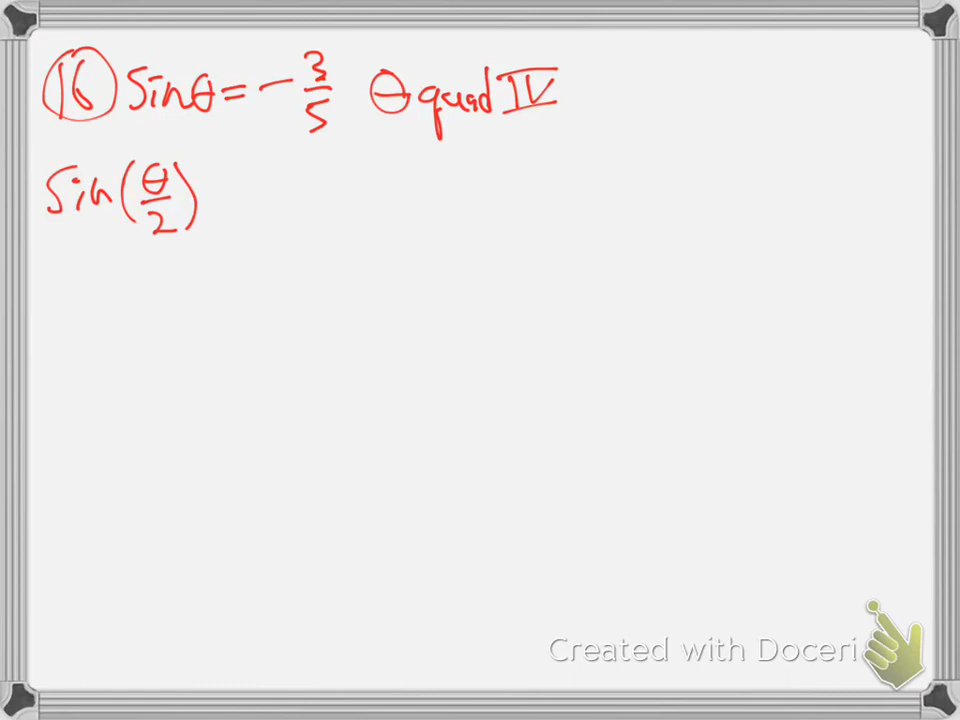 16 sinθ = -3/5 θ quad IV
sin(θ/2)
Created with Doceri